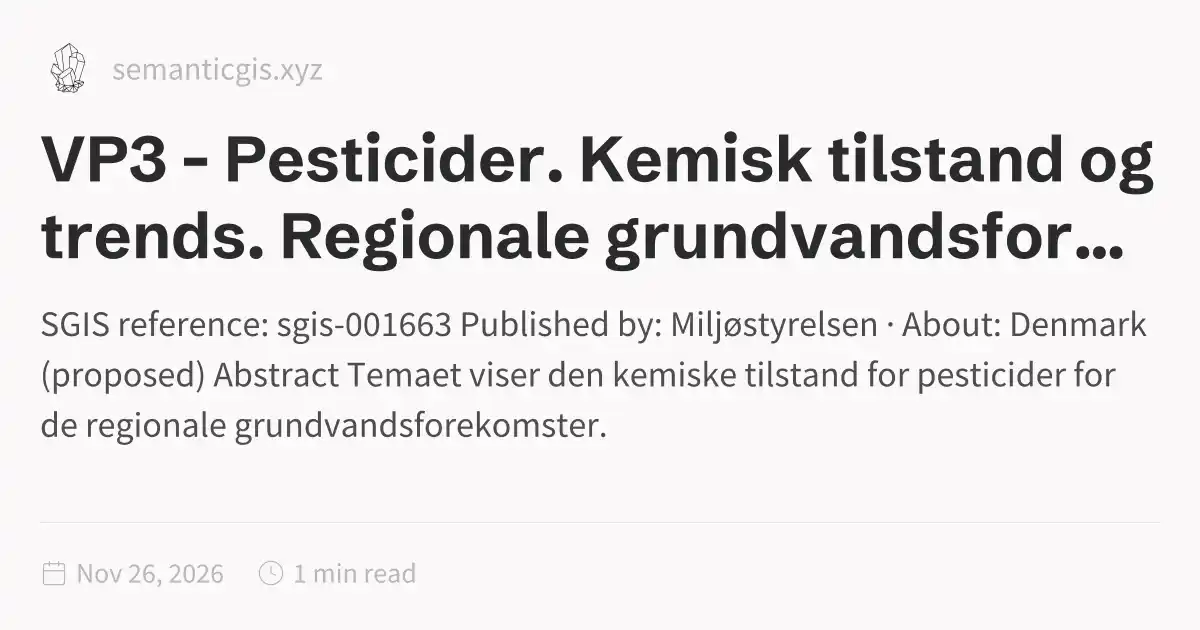 semanticgis.xyz
VP3 - Pesticider. Kemisk tilstand og
trends. Regionale grundvandsfor...
SGIS reference: sgis-001663 Published by: Miljøstyrelsen · About: Denmark
(proposed) Abstract Temaet viser den kemiske tilstand for pesticider for
de regionale grundvandsforekomster.
Nov 26, 2026 1 min read